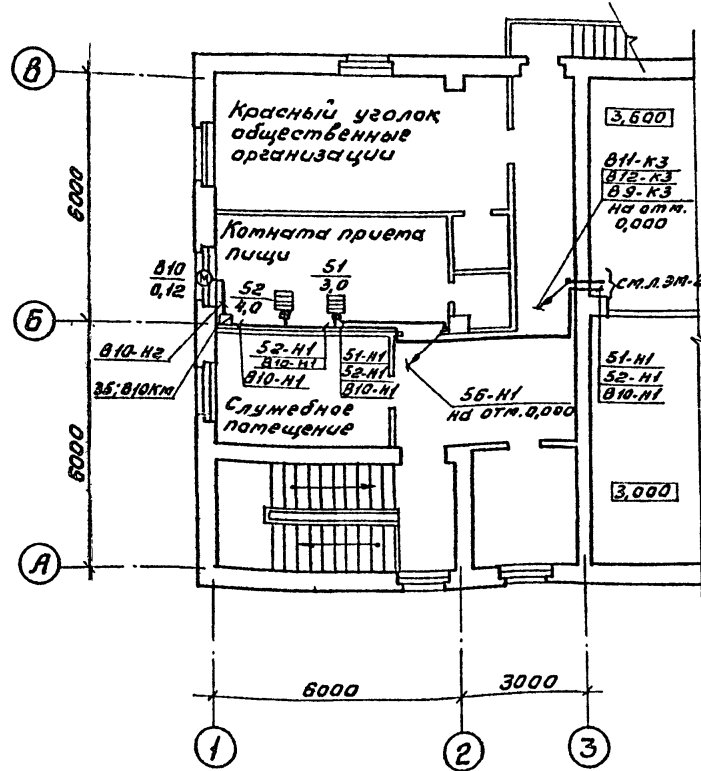 В
Красный уголок
общественные
организации
3,600
В11-К3
В12-К3
В9-К3
на отм.
0,000
6000
Комната приема
пищи
В10
0,12
М
52
4,0
51
3,0
см.л.ЭМ-2
Б
В10-Н2
52-Н1
В10-Н1
В10-Н1
51-Н1
52-Н1
В10-Н1
51-Н1
52-Н1
В10-Н1
56-Н1
на отм.0,000
Служебное
помещение
6000
3,000
А
6000
3000
1
2
3